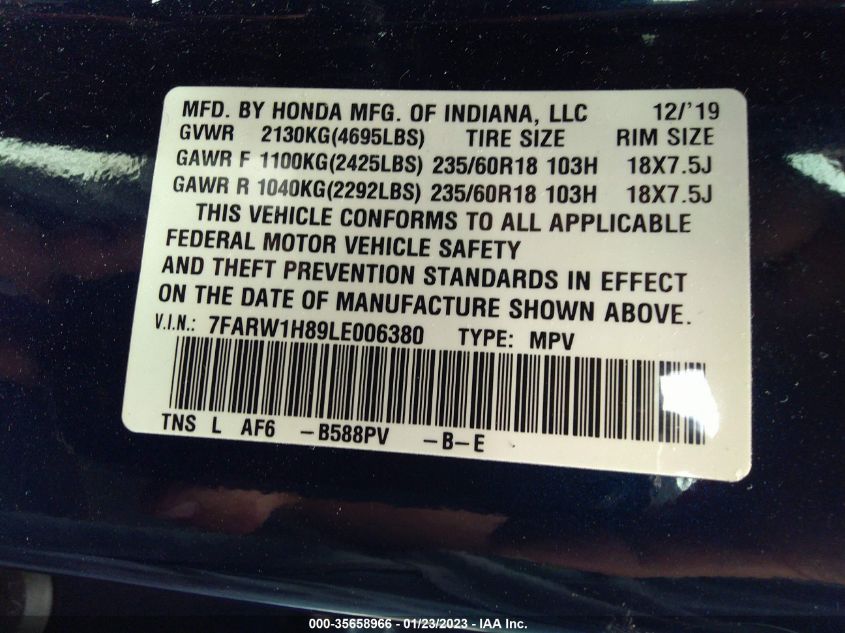 MFD. BY HONDA MFG. OF INDIANA, LLC 12/'19
GVWR 2130KG(4695LBS) TIRE SIZE RIM SIZE
GAWR F 1100KG(2425LBS) 235/60R18 103H 18X7.5J
GAWR R 1040KG(2292LBS) 235/60R18 103H 18X7.5J
THIS VEHICLE CONFORMS TO ALL APPLICABLE
FEDERAL MOTOR VEHICLE SAFETY
AND THEFT PREVENTION STANDARDS IN EFFECT
ON THE DATE OF MANUFACTURE SHOWN ABOVE.
V.I.N.: 7FARW1H89LE006380 TYPE: MPV
TNS L AF6 -B588PV -B-E
000-35658966 - 01/23/2023 - IAA Inc.